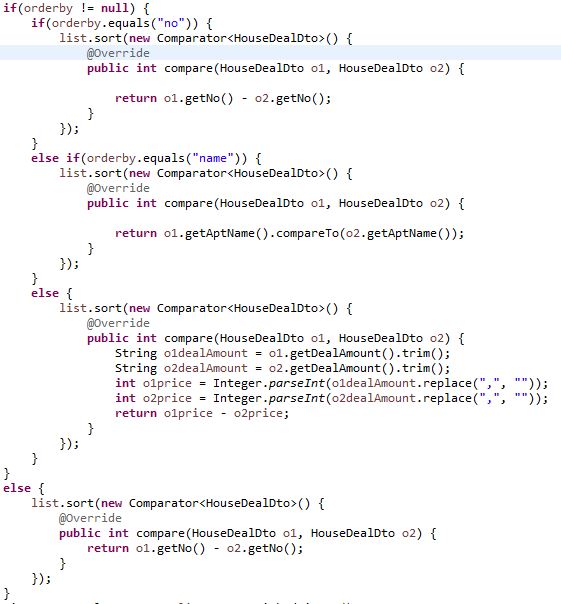 if(orderby != null) {
    if(orderby.equals("no")) {
        list.sort(new Comparator<HouseDealDto>() {
            @Override
            public int compare(HouseDealDto o1, HouseDealDto o2) {

                return o1.getNo() - o2.getNo();
            }
        });
    }
    else if(orderby.equals("name")) {
        list.sort(new Comparator<HouseDealDto>() {
            @Override
            public int compare(HouseDealDto o1, HouseDealDto o2) {

                return o1.getAptName().compareTo(o2.getAptName());
            }
        });
    }
    else {
        list.sort(new Comparator<HouseDealDto>() {
            @Override
            public int compare(HouseDealDto o1, HouseDealDto o2) {
                String o1dealAmount = o1.getDealAmount().trim();
                String o2dealAmount = o2.getDealAmount().trim();
                int o1price = Integer.parseInt(o1dealAmount.replace(",", ""));
                int o2price = Integer.parseInt(o2dealAmount.replace(",", ""));
                return o1price - o2price;
            }
        });
    }
}
else {
    list.sort(new Comparator<HouseDealDto>() {
        @Override
        public int compare(HouseDealDto o1, HouseDealDto o2) {
            return o1.getNo() - o2.getNo();
        }
    });
}